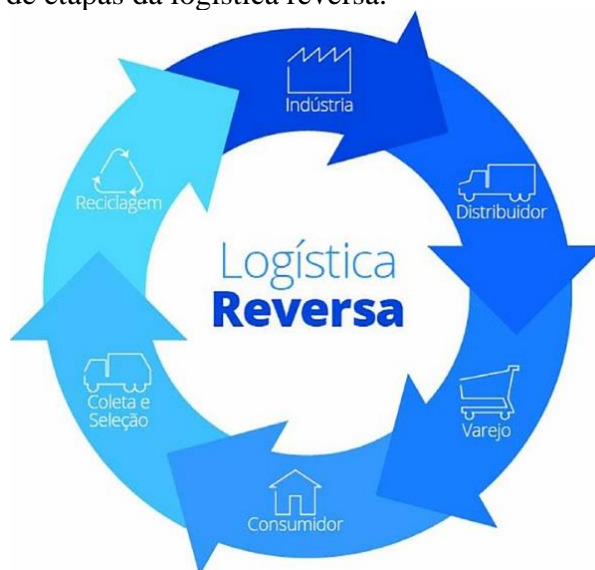 de etapas da logística reversa.
Indústria
Distribuidor
Varejo
Consumidor
Coleta e
Seleção
Reciclagem
Logística
Reversa